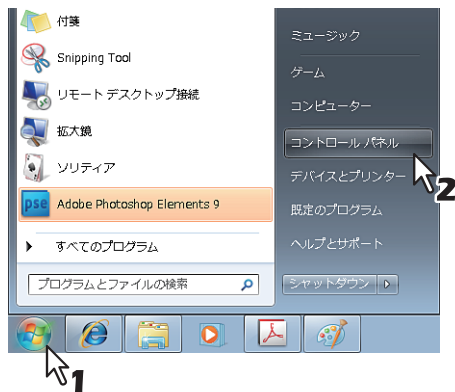 付箋
Snipping Tool
リモート デスクトップ接続
拡大鏡
ソリティア
pse Adobe Photoshop Elements 9
すべてのプログラム
プログラムとファイルの検索
ミュージック
ゲーム
コンピューター
コントロール パネル
デバイスとプリンター
既定のプログラム
ヘルプとサポート
シャットダウン
2
1